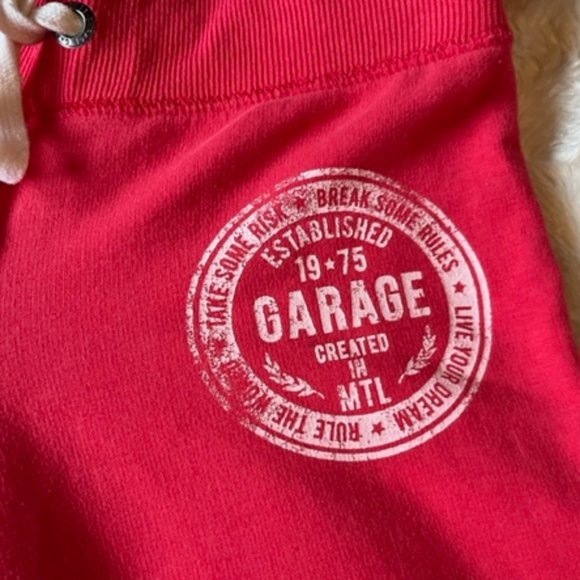 TAKE SOME RISK ★ BREAK SOME RULES ★ LIVE YOUR DREAM ★ RULE THE
ESTABLISHED
19★75
GARAGE
CREATED
IN
MTL